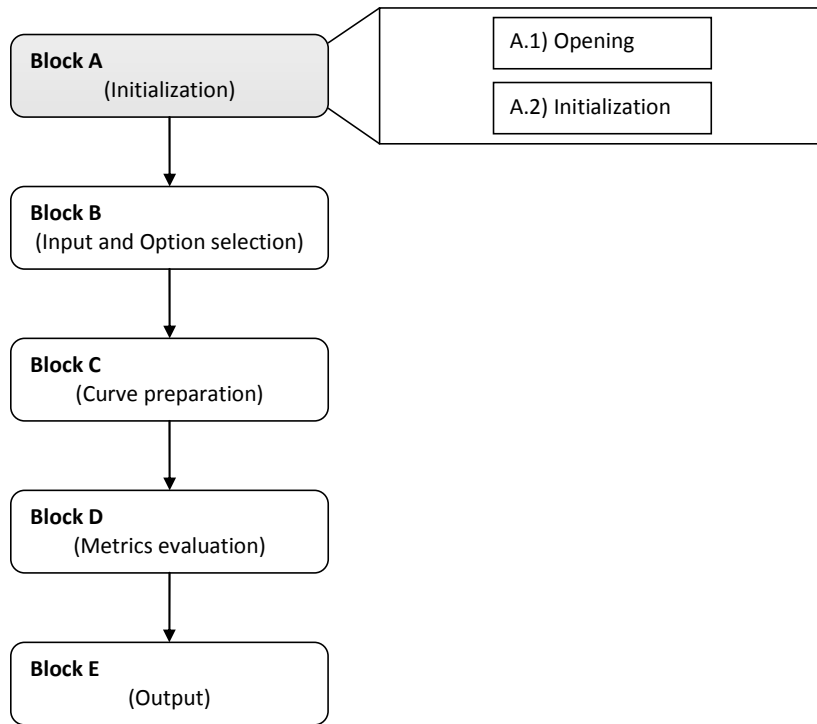 Block A
(Initialization)
A.1) Opening
A.2) Initialization
Block B
(Input and Option selection)
Block C
(Curve preparation)
Block D
(Metrics evaluation)
Block E
(Output)